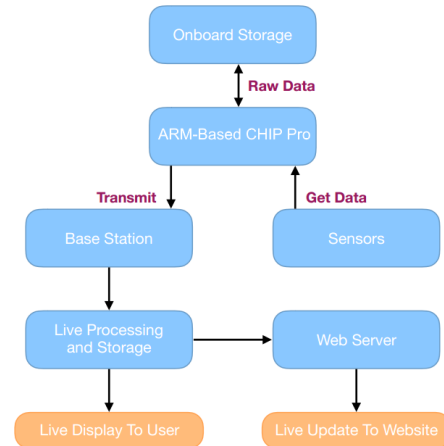 Onboard Storage
Raw Data
ARM-Based CHIP Pro
Transmit
Get Data
Base Station
Sensors
Live Processing
and Storage
Web Server
Live Display To User
Live Update To Website